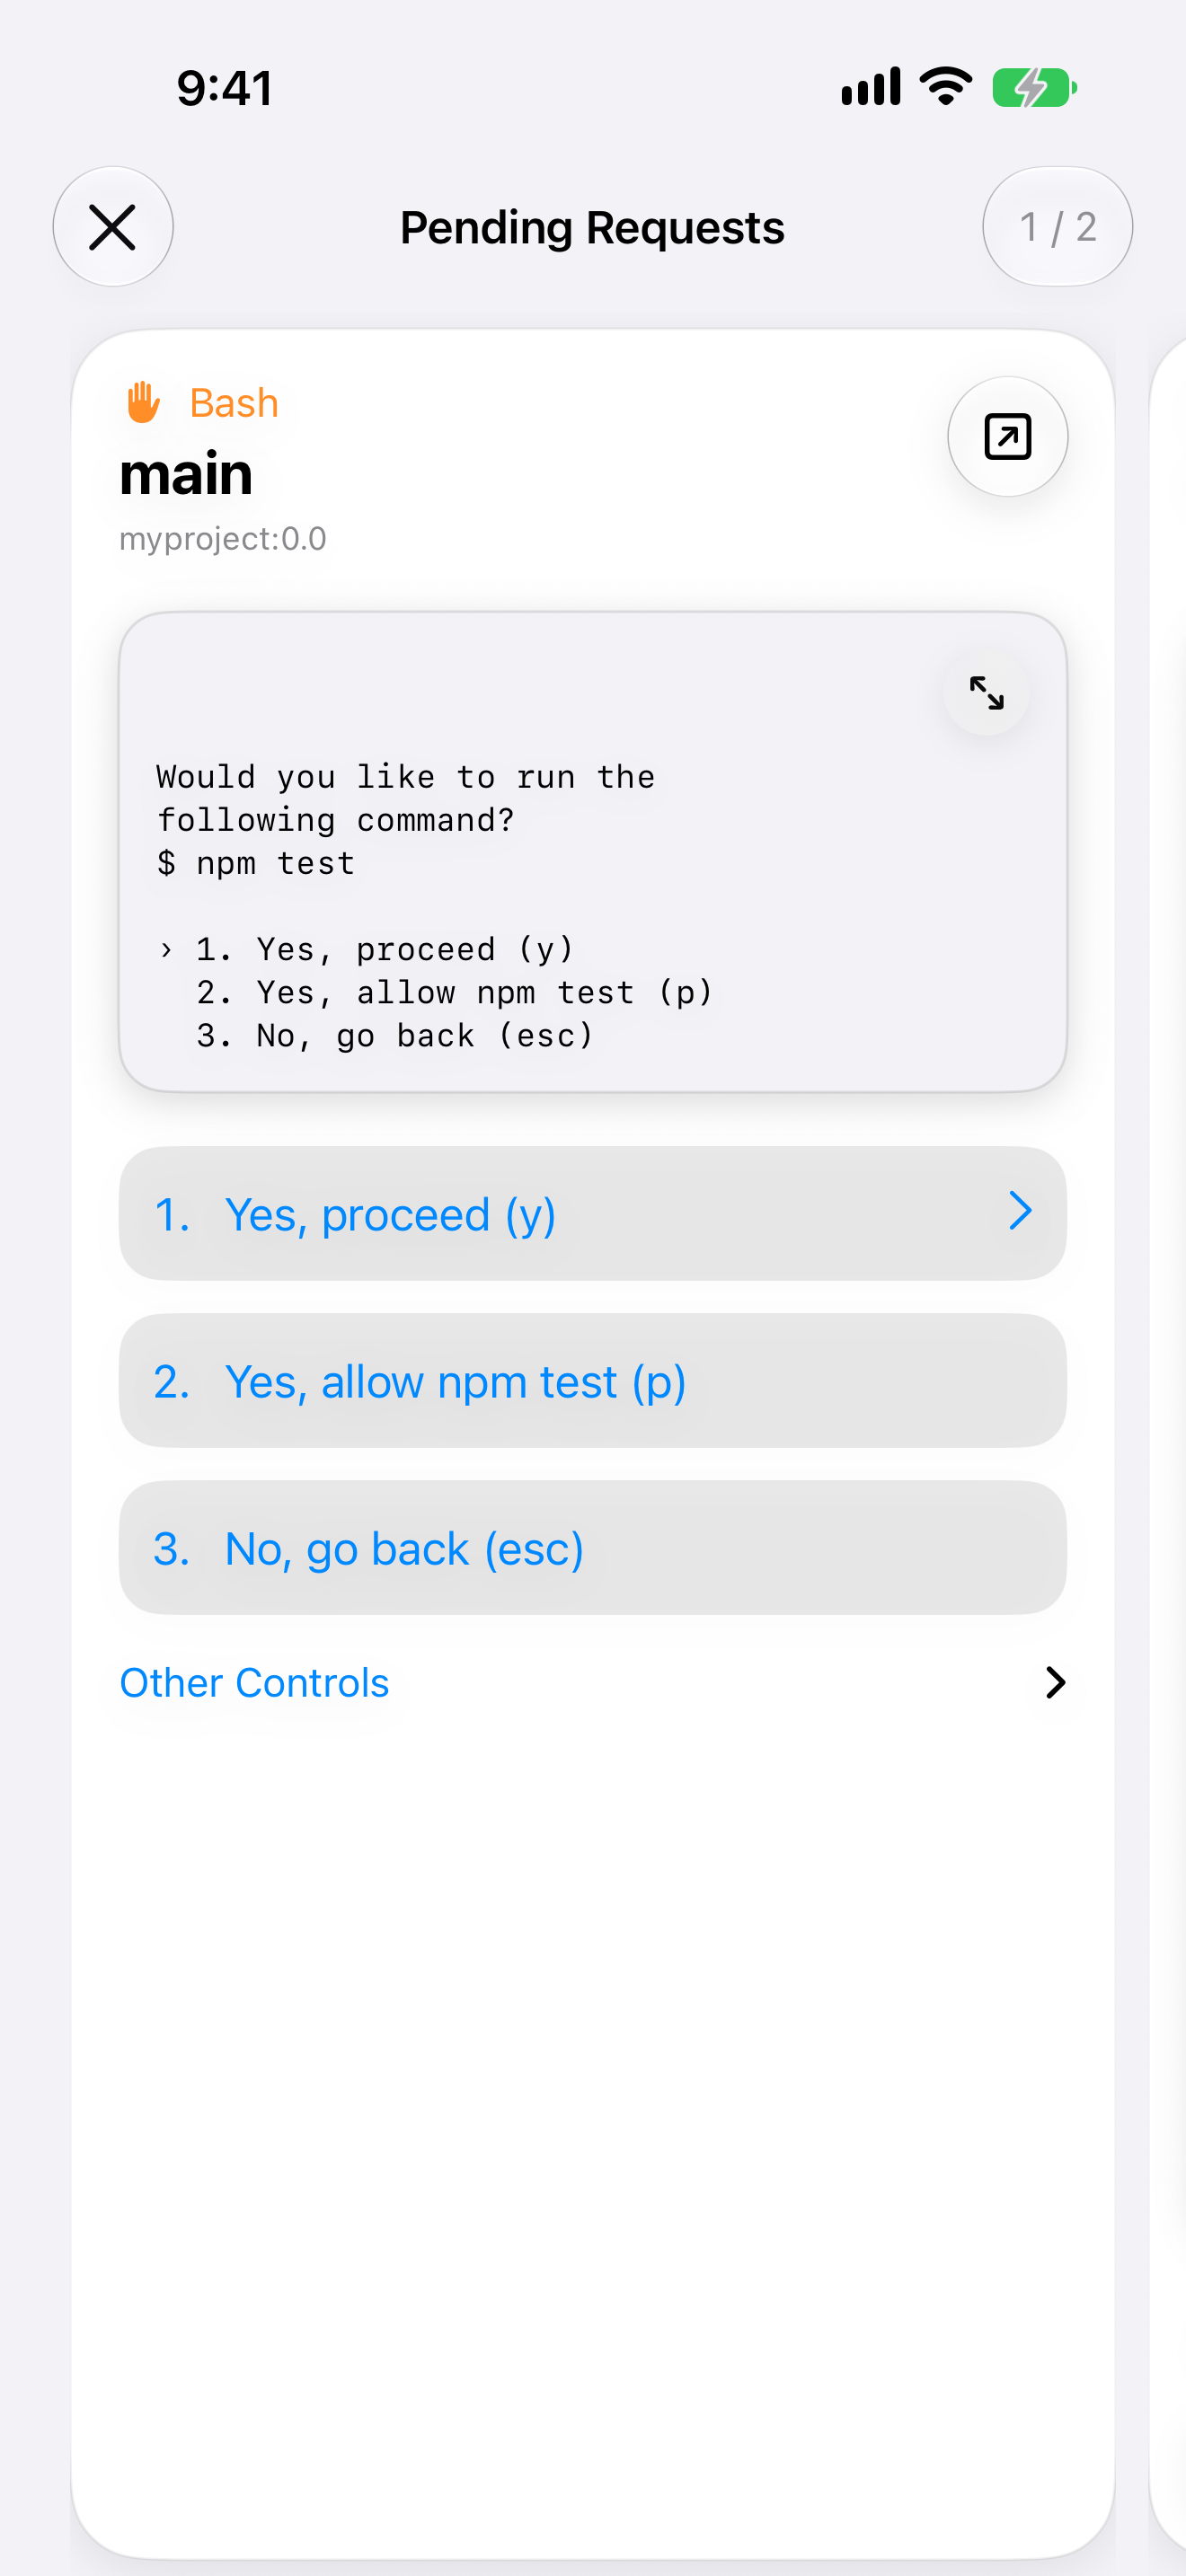 9:41
Pending Requests
1 / 2
Bash
main
myproject:0.0
Would you like to run the
following command?
$ npm test
› 1. Yes, proceed (y)
2. Yes, allow npm test (p)
3. No, go back (esc)
1. Yes, proceed (y)
2. Yes, allow npm test (p)
3. No, go back (esc)
Other Controls